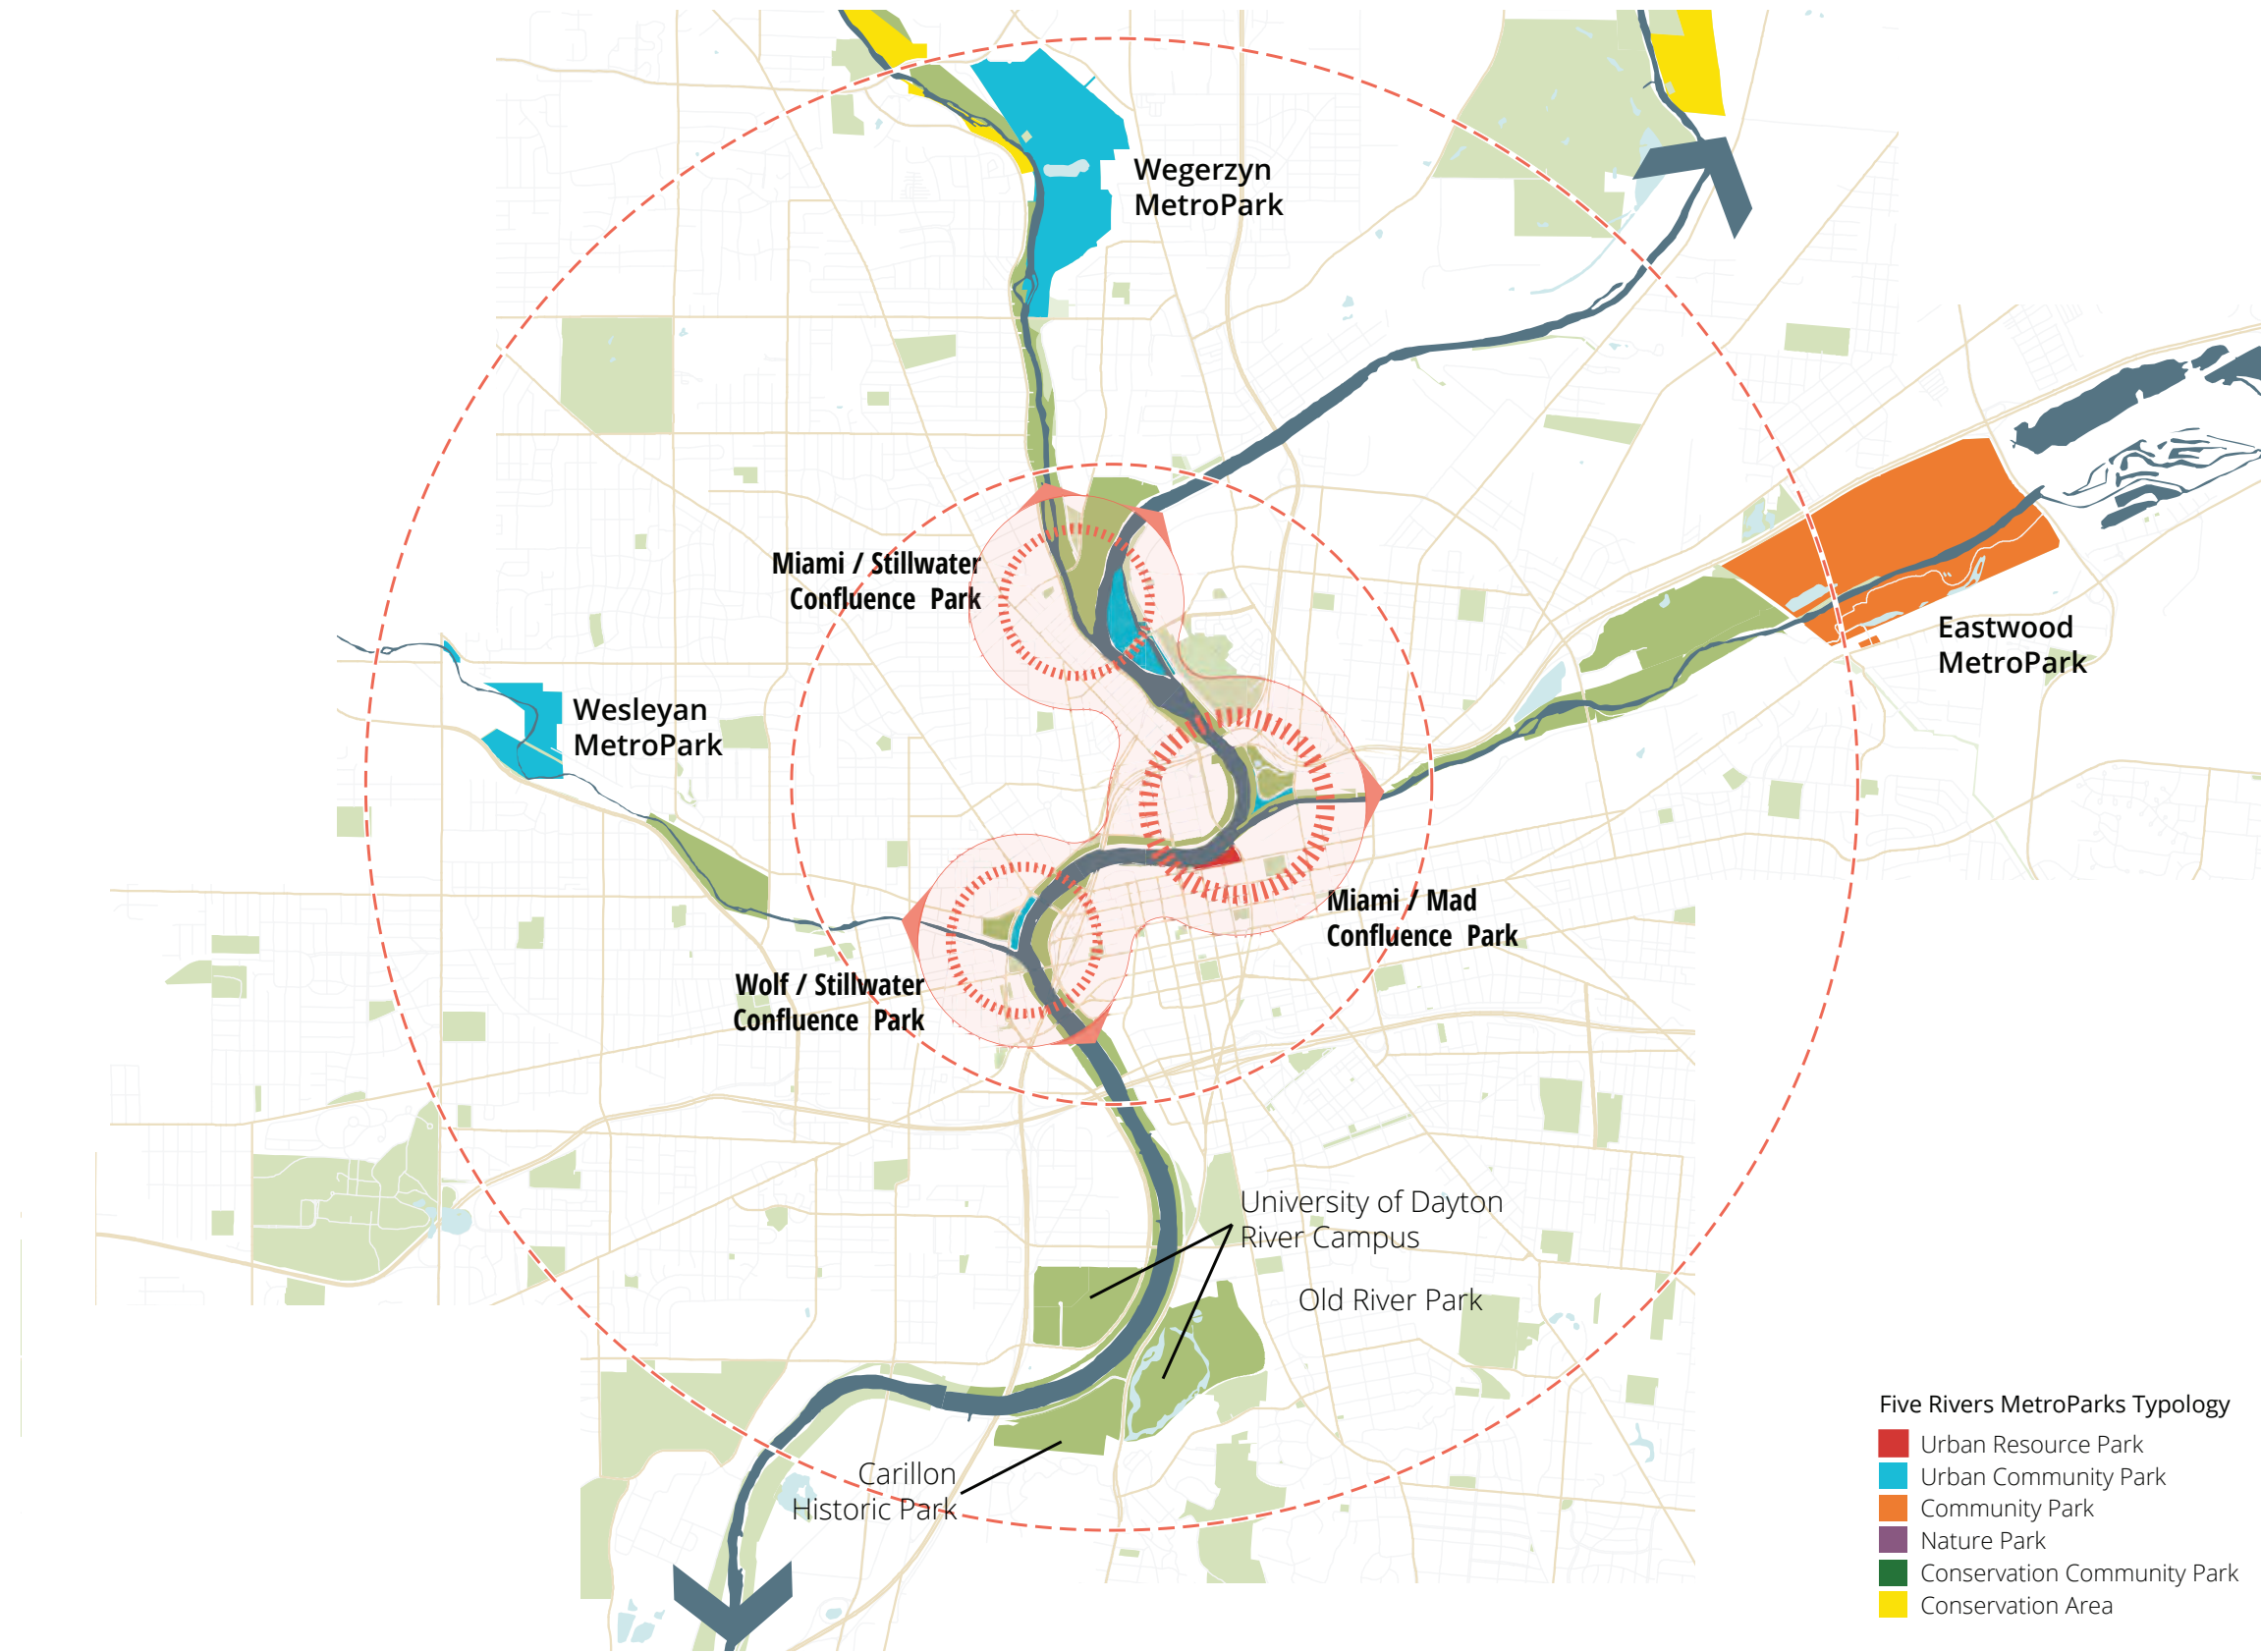 Wegerzyn
MetroPark
Miami / Stillwater
Confluence Park
Eastwood
MetroPark
Wesleyan
MetroPark
Miami / Mad
Confluence Park
Wolf / Stillwater
Confluence Park
University of Dayton
River Campus
Old River Park
Carillon
Historic Park
Five Rivers MetroParks Typology
Urban Resource Park
Urban Community Park
Community Park
Nature Park
Conservation Community Park
Conservation Area